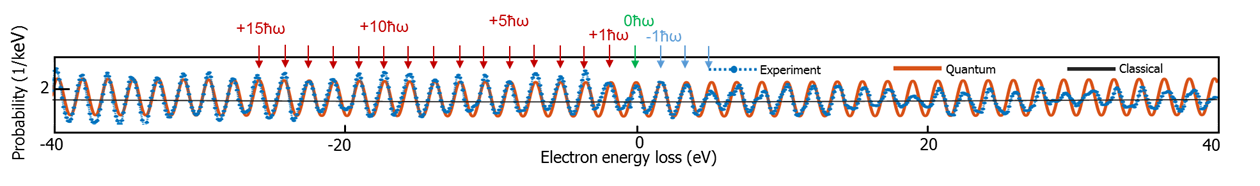 +15ħω
+10ħω
+5ħω
+1ħω
0ħω
-1ħω
Probability (1/keV)
2
Experiment
Quantum
Classical
-40
-20
0
20
40
Electron energy loss (eV)